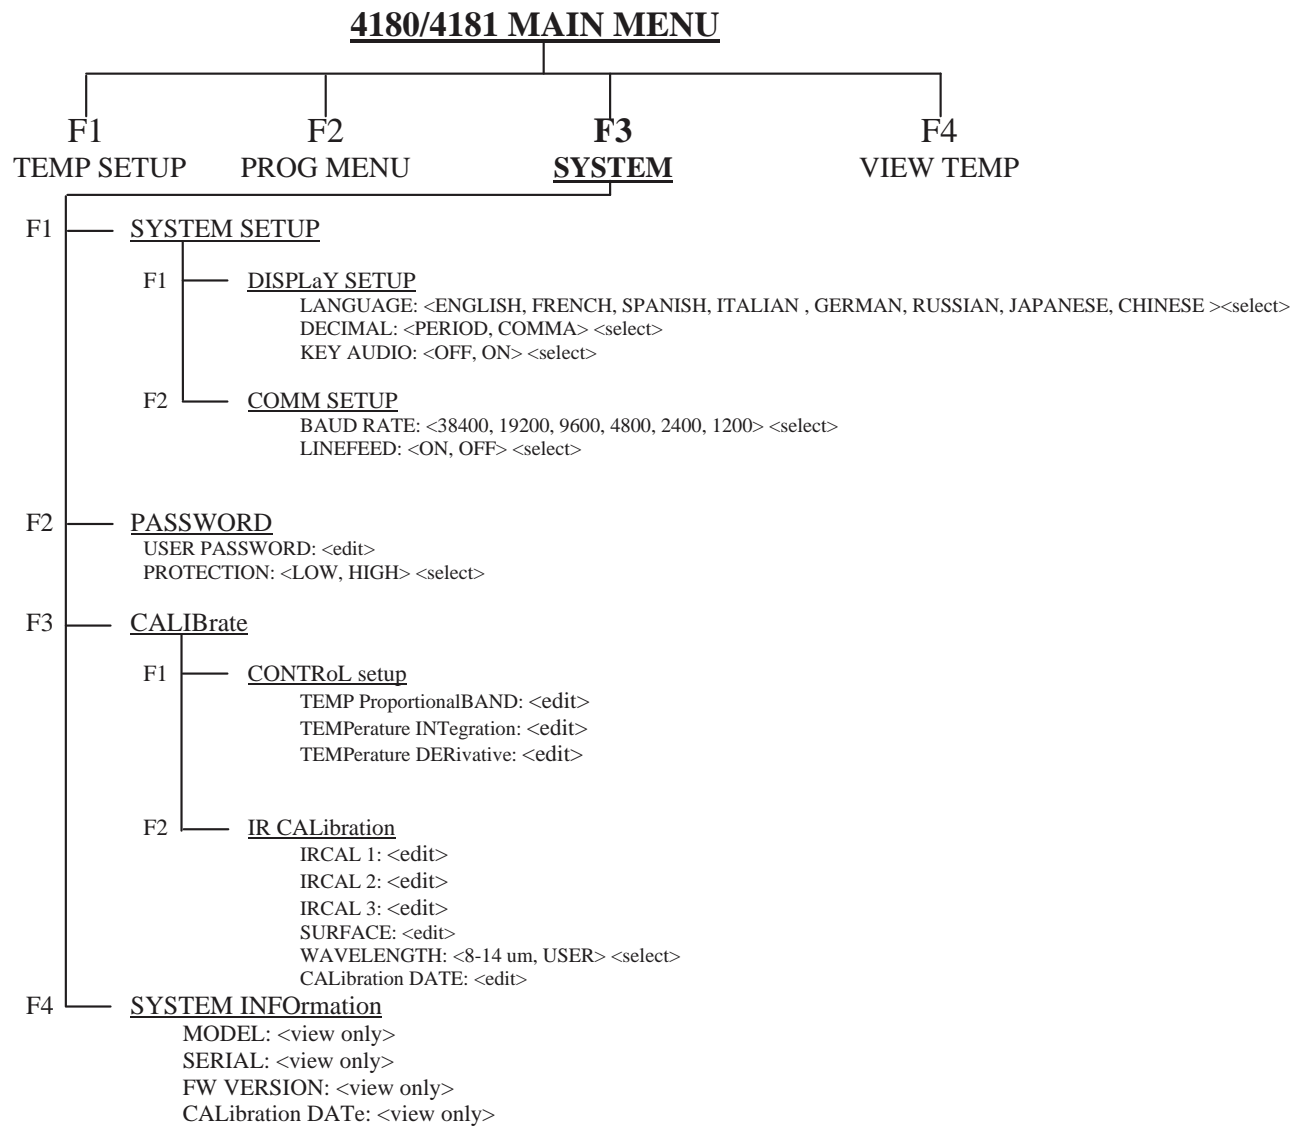 4180/4181 MAIN MENU
F1 F2 F3 F4
TEMP SETUP PROG MENU SYSTEM VIEW TEMP
F1 SYSTEM SETUP
F1 DISPLaY SETUP
LANGUAGE: <ENGLISH, FRENCH, SPANISH, ITALIAN , GERMAN, RUSSIAN, JAPANESE, CHINESE ><select>
DECIMAL: <PERIOD, COMMA> <select>
KEY AUDIO: <OFF, ON> <select>
F2 COMM SETUP
BAUD RATE: <38400, 19200, 9600, 4800, 2400, 1200> <select>
LINEFEED: <ON, OFF> <select>
F2 PASSWORD
USER PASSWORD: <edit>
PROTECTION: <LOW, HIGH> <select>
F3 CALIBrate
F1 CONTRoL setup
TEMP ProportionalBAND: <edit>
TEMPerature INTegration: <edit>
TEMPerature DERivative: <edit>
F2 IR CALibration
IRCAL 1: <edit>
IRCAL 2: <edit>
IRCAL 3: <edit>
SURFACE: <edit>
WAVELENGTH: <8-14 um, USER> <select>
CALibration DATE: <edit>
F4 SYSTEM INFOrmation
MODEL: <view only>
SERIAL: <view only>
FW VERSION: <view only>
CALibration DATe: <view only>